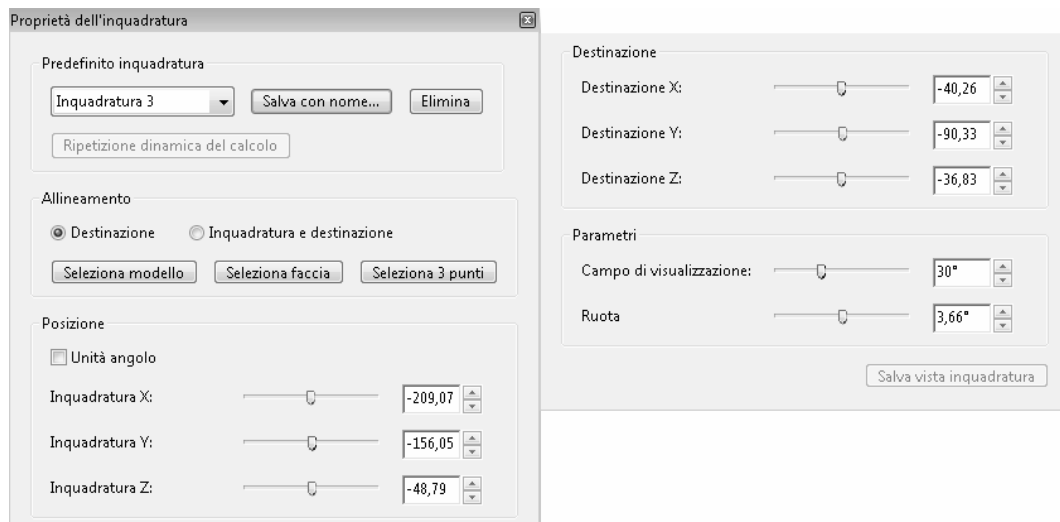 Proprietà dell'inquadratura
Predefinito inquadratura
Inquadratura 3
Salva con nome...
Elimina
Ripetizione dinamica del calcolo
Allineamento
Destinazione
Inquadratura e destinazione
Seleziona modello
Seleziona faccia
Seleziona 3 punti
Posizione
Unità angolo
Inquadratura X: -209,07
Inquadratura Y: -156,05
Inquadratura Z: -48,79
Destinazione
Destinazione X: -40,26
Destinazione Y: -90,33
Destinazione Z: -36,83
Parametri
Campo di visualizzazione: 30°
Ruota 3,66°
Salva vista inquadratura